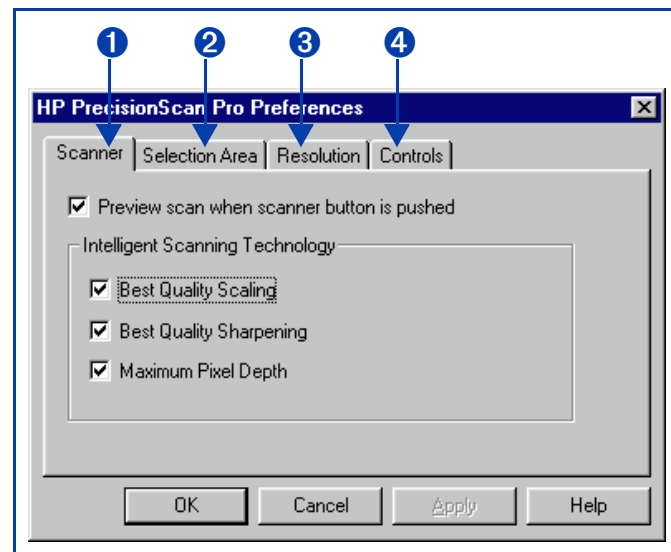 1 2 3 4
HP PrecisionScan Pro Preferences
Scanner Selection Area Resolution Controls
Preview scan when scanner button is pushed
Intelligent Scanning Technology
Best Quality Scaling
Best Quality Sharpening
Maximum Pixel Depth
OK Cancel Apply Help